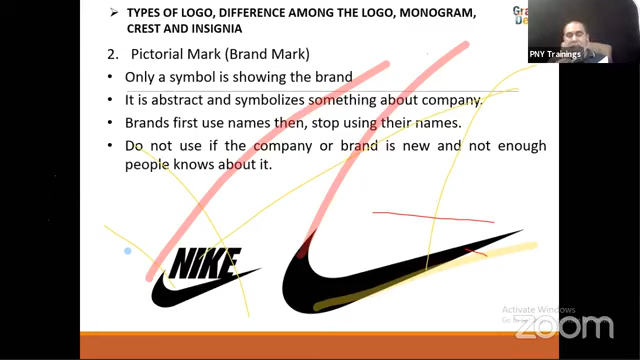 ➢ TYPES OF LOGO, DIFFERENCE AMONG THE LOGO, MONOGRAM,
CREST AND INSIGNIA
2. Pictorial Mark (Brand Mark)
• Only a symbol is showing the brand
• It is abstract and symbolizes something about company.
• Brands first use names then, stop using their names.
• Do not use if the company or brand is new and not enough
people knows about it.
NIKE
PNY Trainings
Activate Windows
zoom